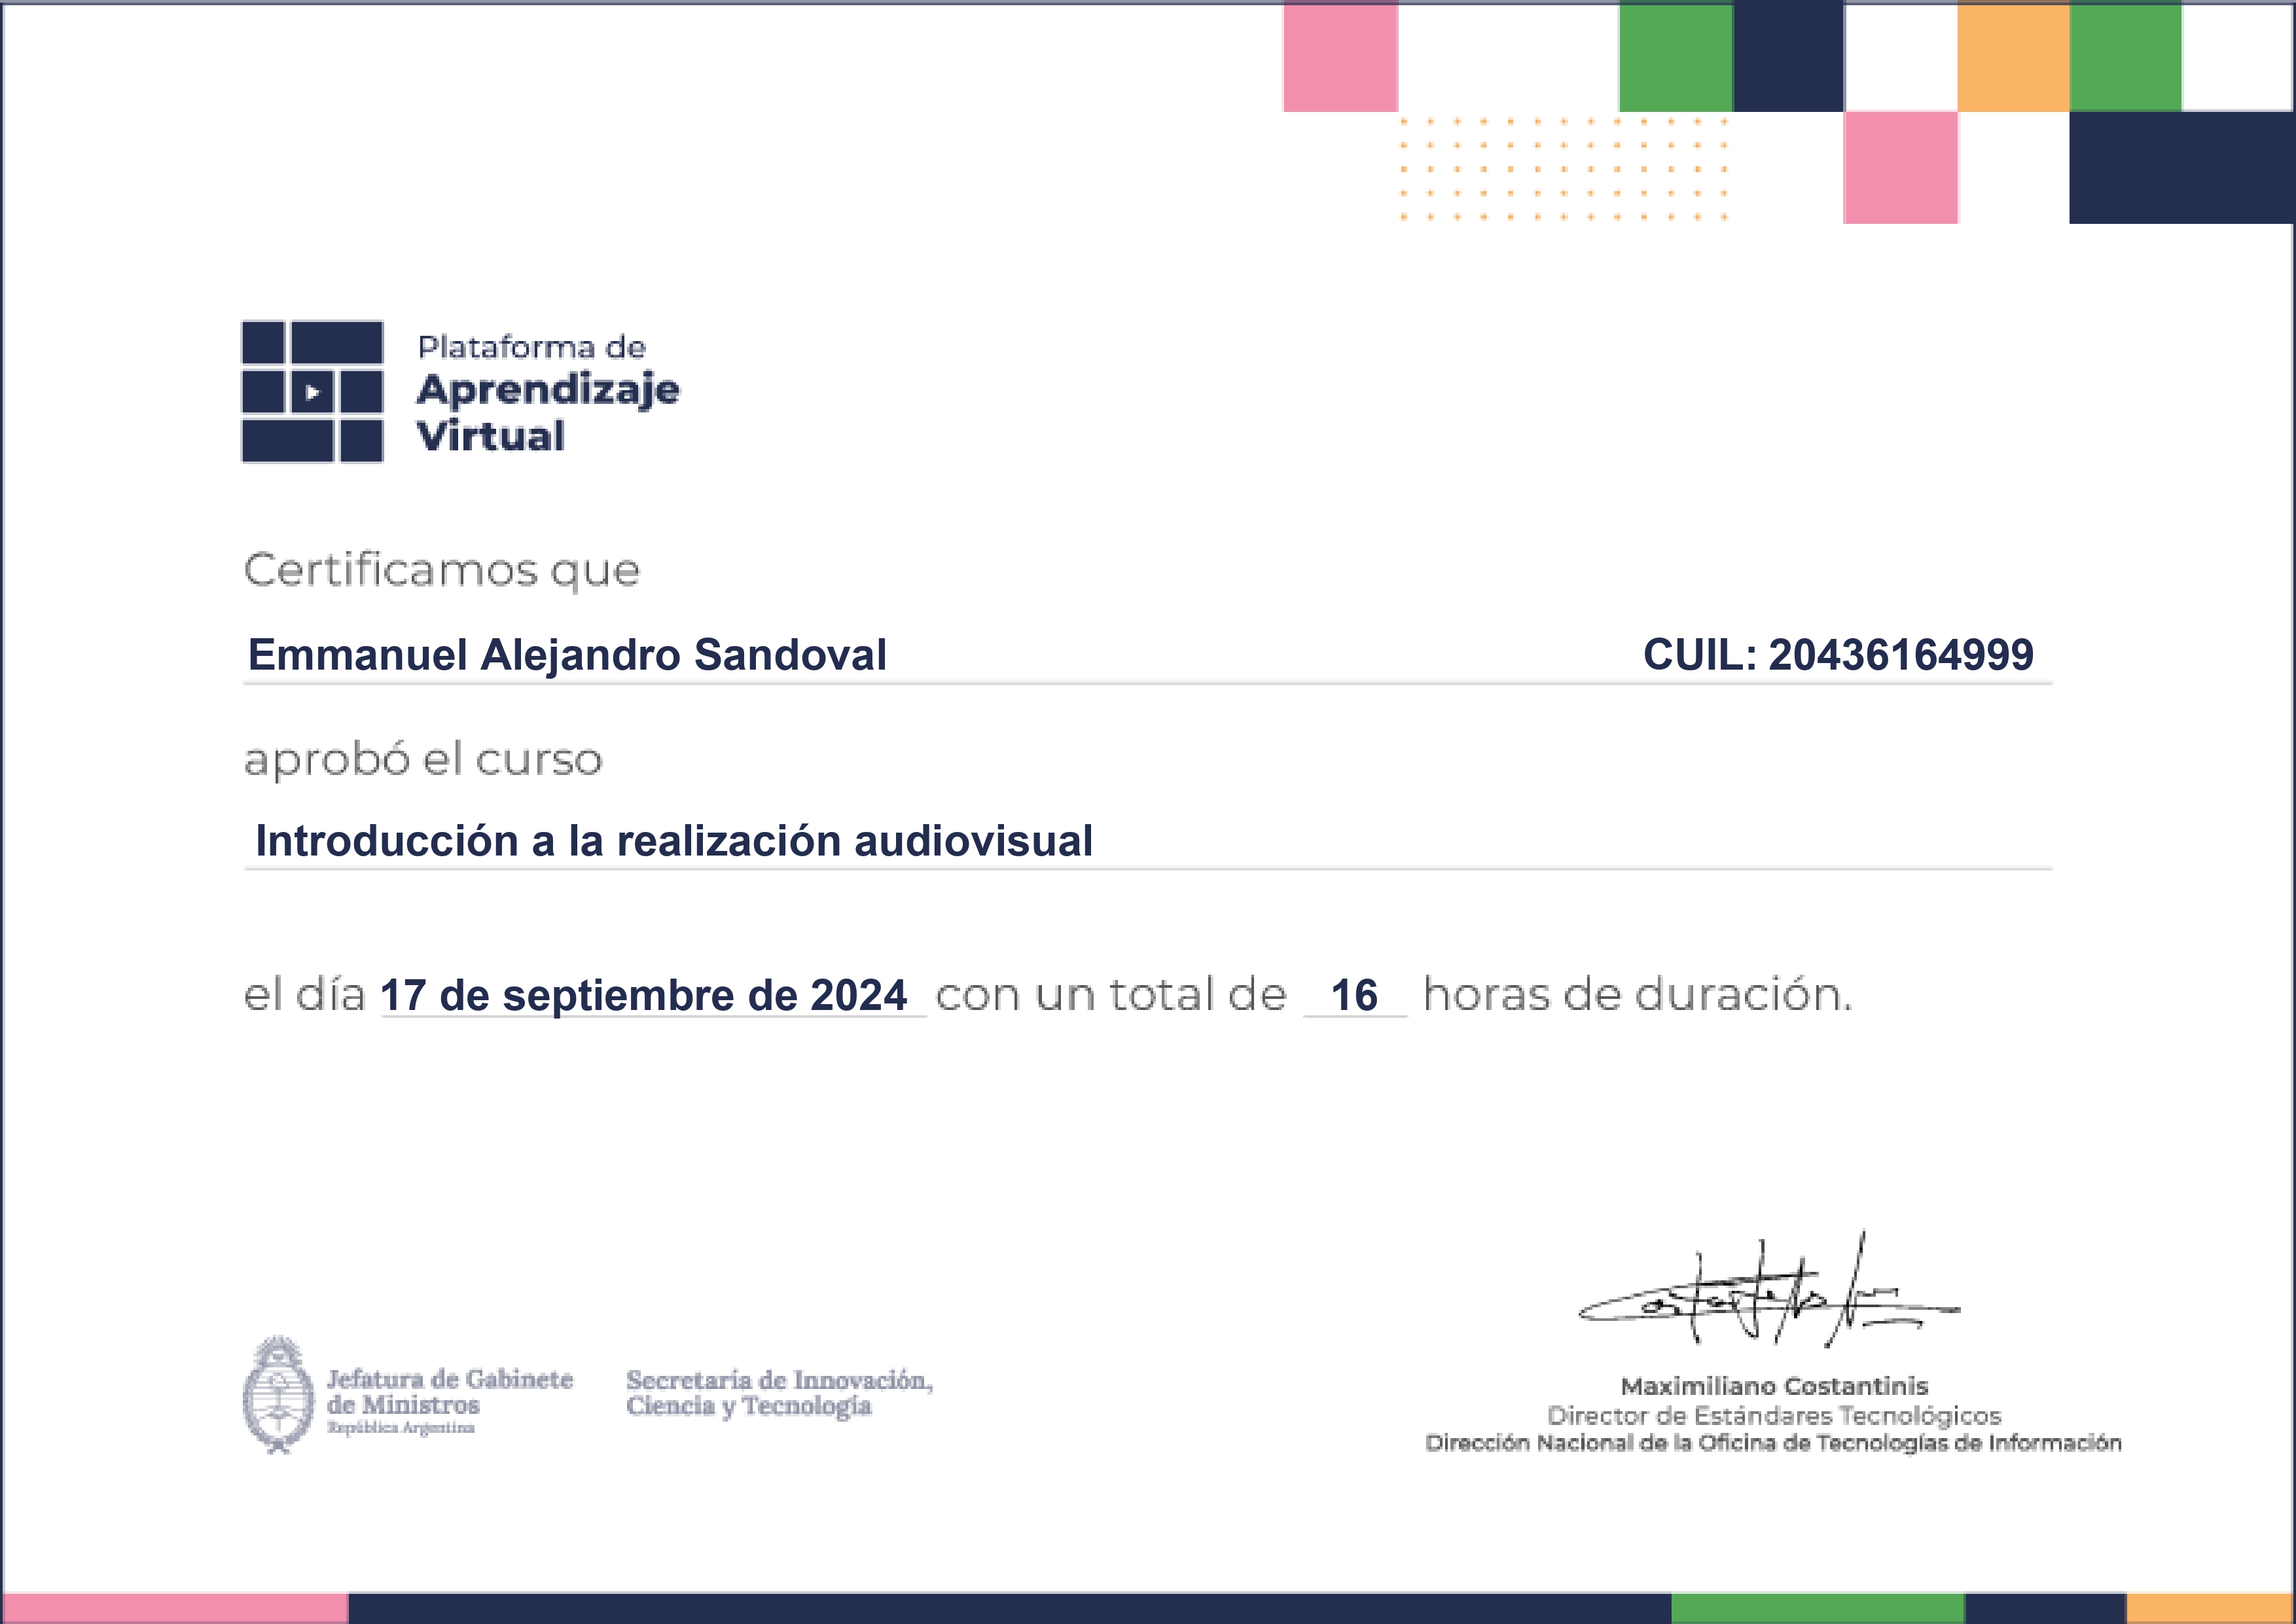 Plataforma de
Aprendizaje
Virtual
Certificamos que
Emmanuel Alejandro Sandoval CUIL: 20436164999
aprobó el curso
Introducción a la realización audiovisual
el día 17 de septiembre de 2024 con un total de 16 horas de duración.
Jefatura de Gabinete
de Ministros
República Argentina
Secretaría de Innovación,
Ciencia y Tecnología
Maximiliano Costantinis
Director de Estándares Tecnológicos
Dirección Nacional de la Oficina de Tecnologías de Información